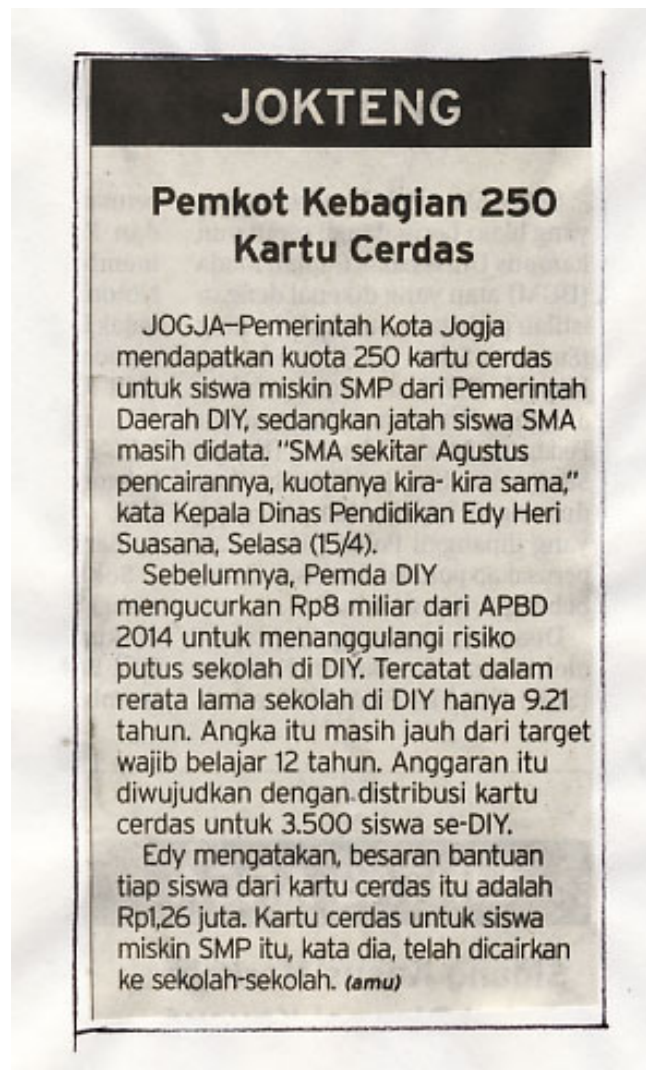 JOKTENG
Pemkot Kebagian 250
Kartu Cerdas
JOGJA—Pemerintah Kota Jogja
mendapatkan kuota 250 kartu cerdas
untuk siswa miskin SMP dari Pemerintah
Daerah DIY, sedangkan jatah siswa SMA
masih didata. "SMA sekitar Agustus
pencairannya, kuotanya kira- kira sama,"
kata Kepala Dinas Pendidikan Edy Heri
Suasana, Selasa (15/4).
Sebelumnya, Pemda DIY
mengucurkan Rp8 miliar dari APBD
2014 untuk menanggulangi risiko
putus sekolah di DIY. Tercatat dalam
rerata lama sekolah di DIY hanya 9.21
tahun. Angka itu masih jauh dari target
wajib belajar 12 tahun. Anggaran itu
diwujudkan dengan distribusi kartu
cerdas untuk 3.500 siswa se-DIY.
Edy mengatakan, besaran bantuan
tiap siswa dari kartu cerdas itu adalah
Rp1,26 juta. Kartu cerdas untuk siswa
miskin SMP itu, kata dia, telah dicairkan
ke sekolah-sekolah. (amu)